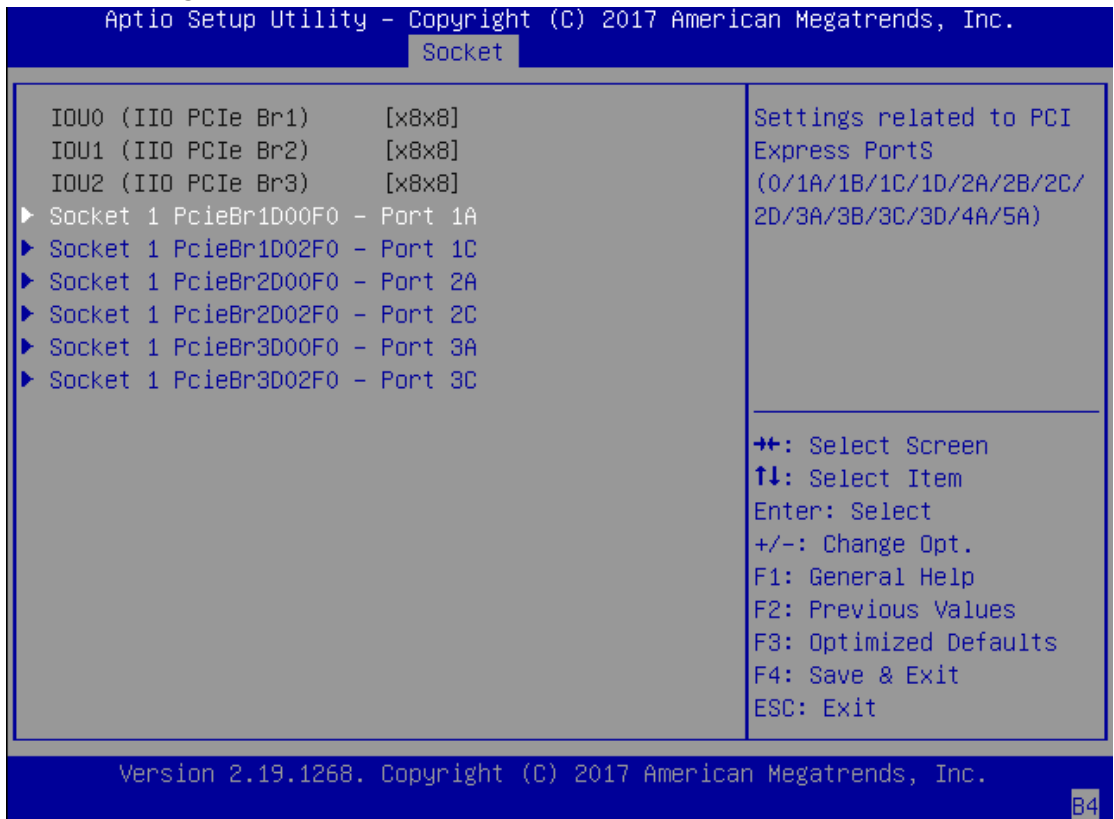 Aptio Setup Utility – Copyright (C) 2017 American Megatrends, Inc.
Socket
IOU0 (IIO PCIe Br1) [x8x8]
IOU1 (IIO PCIe Br2) [x8x8]
IOU2 (IIO PCIe Br3) [x8x8]
Socket 1 PcieBr1D00F0 – Port 1A
Socket 1 PcieBr1D02F0 – Port 1C
Socket 1 PcieBr2D00F0 – Port 2A
Socket 1 PcieBr2D02F0 – Port 2C
Socket 1 PcieBr3D00F0 – Port 3A
Socket 1 PcieBr3D02F0 – Port 3C
Settings related to PCI
Express PortS
(0/1A/1B/1C/1D/2A/2B/2C/
2D/3A/3B/3C/3D/4A/5A)
→←: Select Screen
↑↓: Select Item
Enter: Select
+/-: Change Opt.
F1: General Help
F2: Previous Values
F3: Optimized Defaults
F4: Save & Exit
ESC: Exit
Version 2.19.1268. Copyright (C) 2017 American Megatrends, Inc.
B4